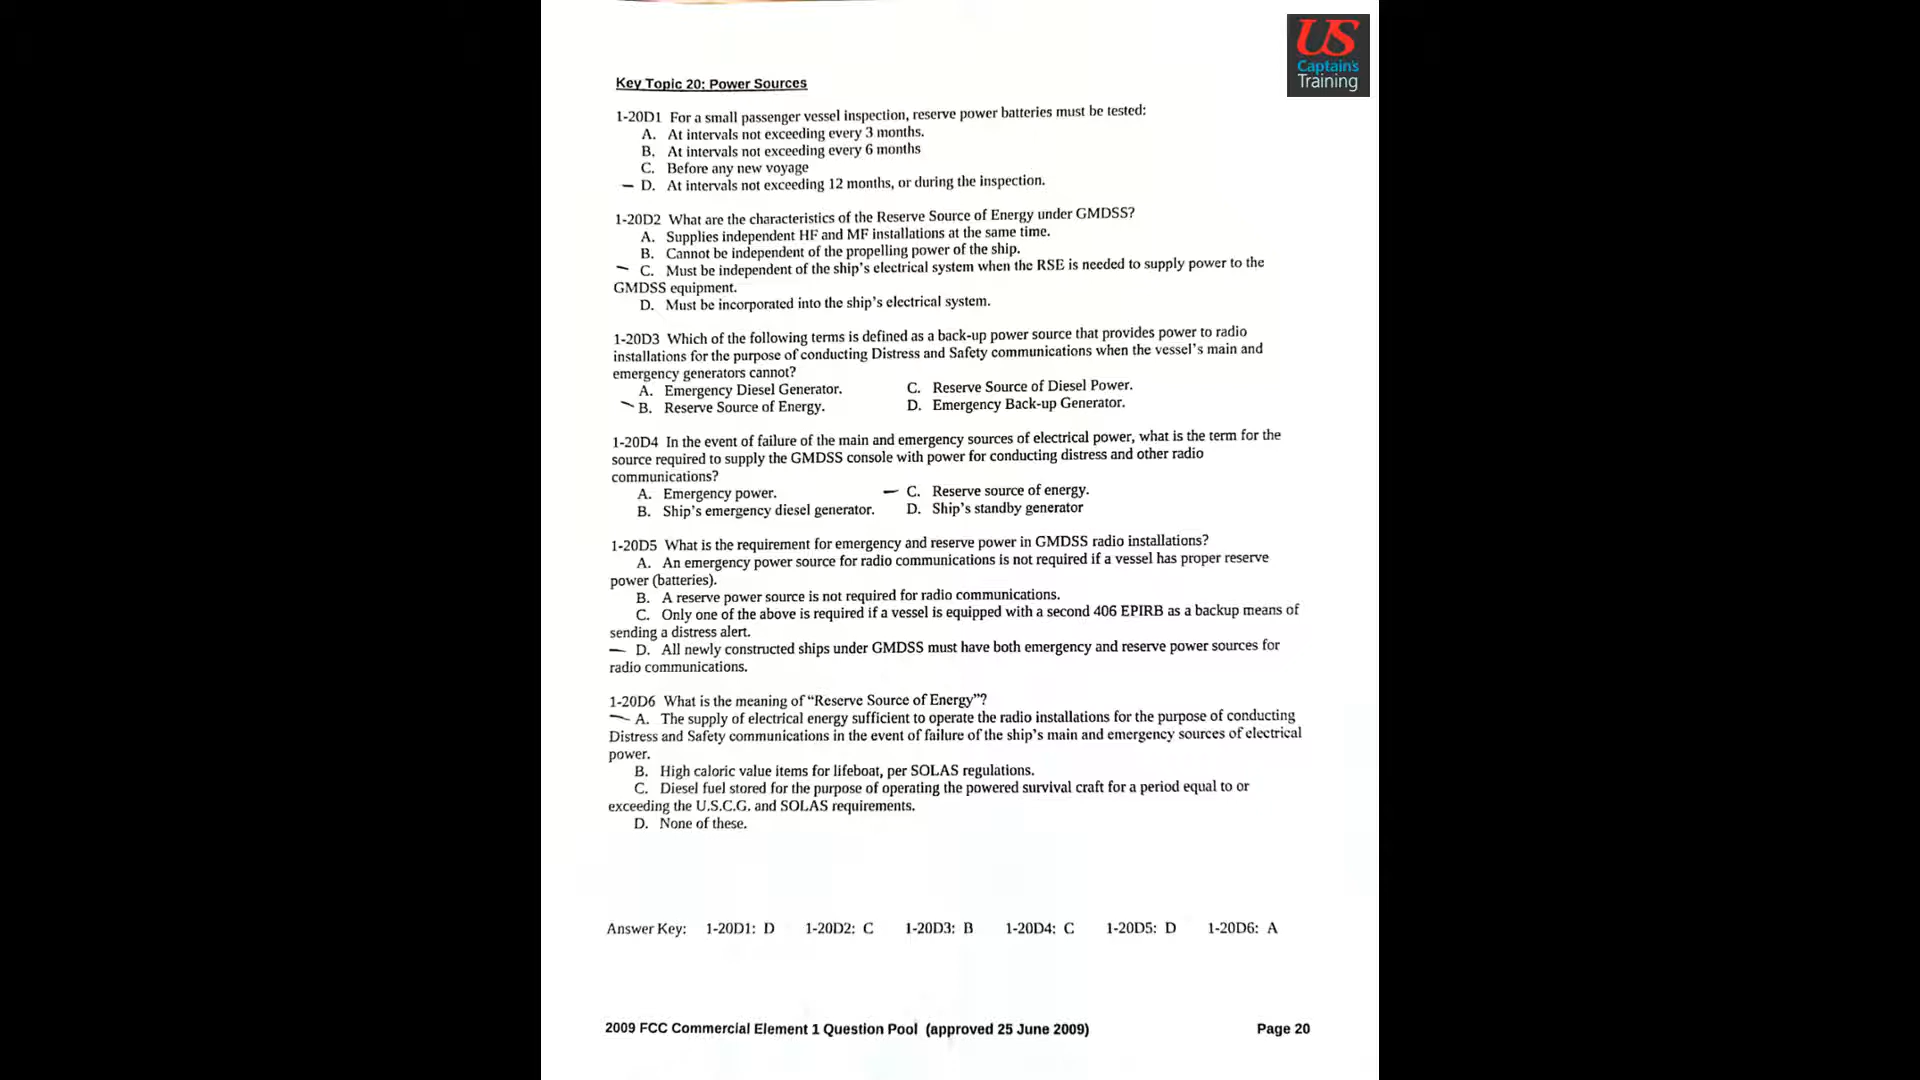 US
Captain's
Training
Key Topic 20: Power Sources
1-20D1 For a small passenger vessel inspection, reserve power batteries must be tested:
A. At intervals not exceeding every 3 months.
B. At intervals not exceeding every 6 months
C. Before any new voyage
D. At intervals not exceeding 12 months, or during the inspection.
1-20D2 What are the characteristics of the Reserve Source of Energy under GMDSS?
A. Supplies independent HF and MF installations at the same time.
B. Cannot be independent of the propelling power of the ship.
C. Must be independent of the ship's electrical system when the RSE is needed to supply power to the
GMDSS equipment.
D. Must be incorporated into the ship's electrical system.
1-20D3 Which of the following terms is defined as a back-up power source that provides power to radio
installations for the purpose of conducting Distress and Safety communications when the vessel's main and
emergency generators cannot?
A. Emergency Diesel Generator. C. Reserve Source of Diesel Power.
B. Reserve Source of Energy. D. Emergency Back-up Generator.
1-20D4 In the event of failure of the main and emergency sources of electrical power, what is the term for the
source required to supply the GMDSS console with power for conducting distress and other radio
communications?
A. Emergency power. C. Reserve source of energy.
B. Ship's emergency diesel generator. D. Ship's standby generator
1-20D5 What is the requirement for emergency and reserve power in GMDSS radio installations?
A. An emergency power source for radio communications is not required if a vessel has proper reserve
power (batteries).
B. A reserve power source is not required for radio communications.
C. Only one of the above is required if a vessel is equipped with a second 406 EPIRB as a backup means of
sending a distress alert.
D. All newly constructed ships under GMDSS must have both emergency and reserve power sources for
radio communications.
1-20D6 What is the meaning of “Reserve Source of Energy”?
A. The supply of electrical energy sufficient to operate the radio installations for the purpose of conducting
Distress and Safety communications in the event of failure of the ship's main and emergency sources of electrical
power.
B. High caloric value items for lifeboat, per SOLAS regulations.
C. Diesel fuel stored for the purpose of operating the powered survival craft for a period equal to or
exceeding the U.S.C.G. and SOLAS requirements.
D. None of these.
Answer Key: 1-20D1: D 1-20D2: C 1-20D3: B 1-20D4: C 1-20D5: D 1-20D6: A
2009 FCC Commercial Element 1 Question Pool (approved 25 June 2009) Page 20